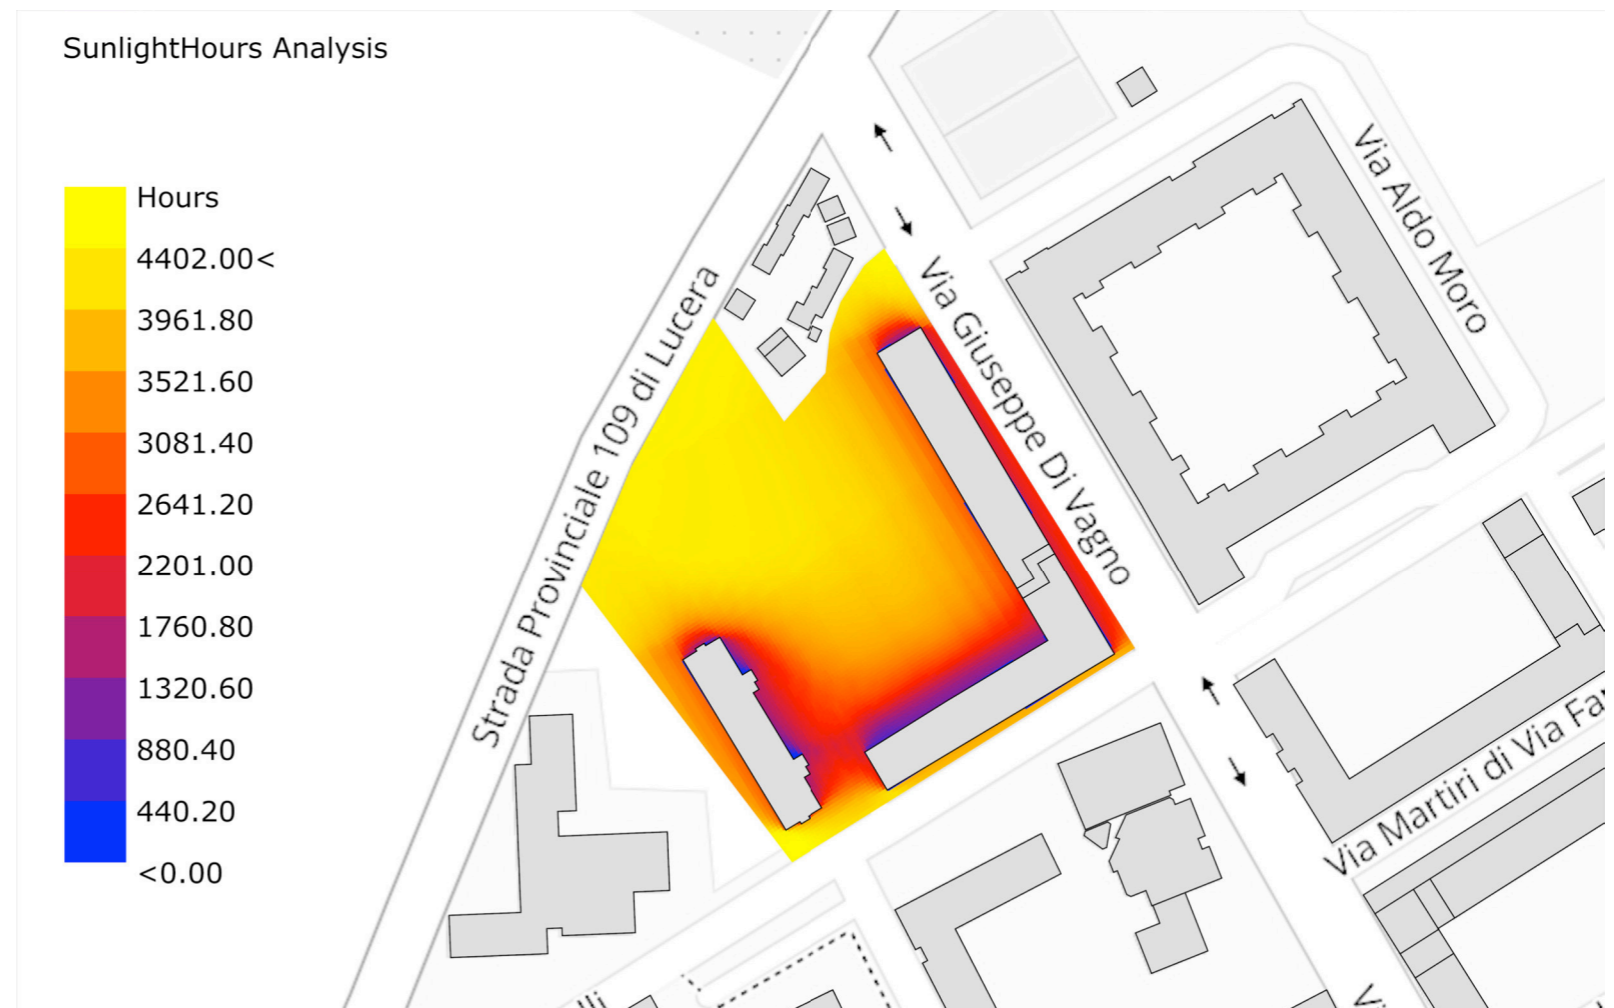 SunlightHours Analysis
Hours
4402.00<
3961.80
3521.60
3081.40
2641.20
2201.00
1760.80
1320.60
880.40
440.20
<0.00
Strada Provinciale 109 di Lucera
Via Giuseppe Di Vagno
Via Aldo Moro
Via Martiri di Via Fa